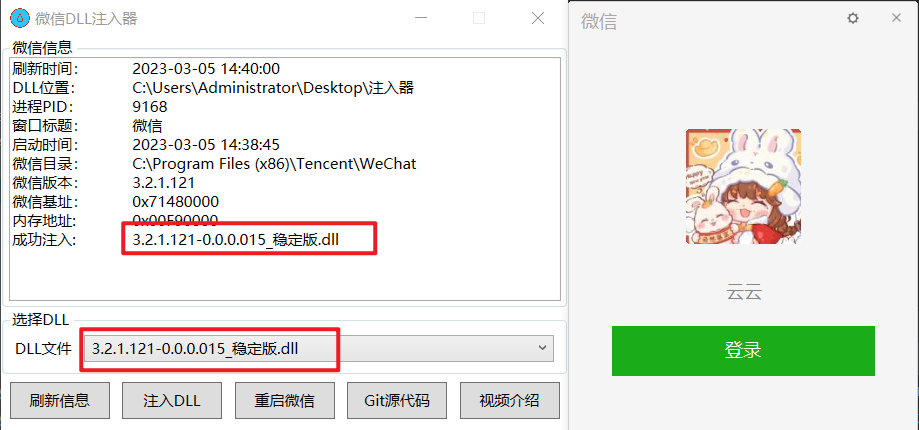 微信DLL注入器
微信信息
刷新时间： 2023-03-05 14:40:00
DLL位置： C:\Users\Administrator\Desktop\注入器
进程PID： 9168
窗口标题： 微信
启动时间： 2023-03-05 14:38:45
微信目录： C:\Program Files (x86)\Tencent\WeChat
微信版本： 3.2.1.121
微信基址： 0x71480000
内存地址： 0x00F90000
成功注入： 3.2.1.121-0.0.0.015_稳定版.dll
选择DLL
DLL文件 3.2.1.121-0.0.0.015_稳定版.dll
刷新信息 注入DLL 重启微信 Git源代码 视频介绍
微信
云云
登录